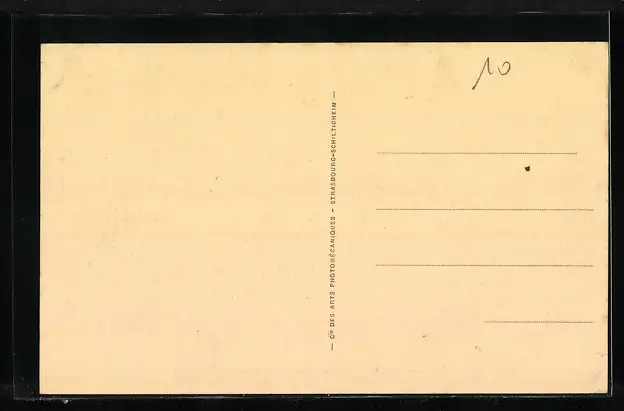 10
— Cie DES ARTS PHOTOMÉCANIQUES - STRASBOURG-SCHILTIGHEIM —